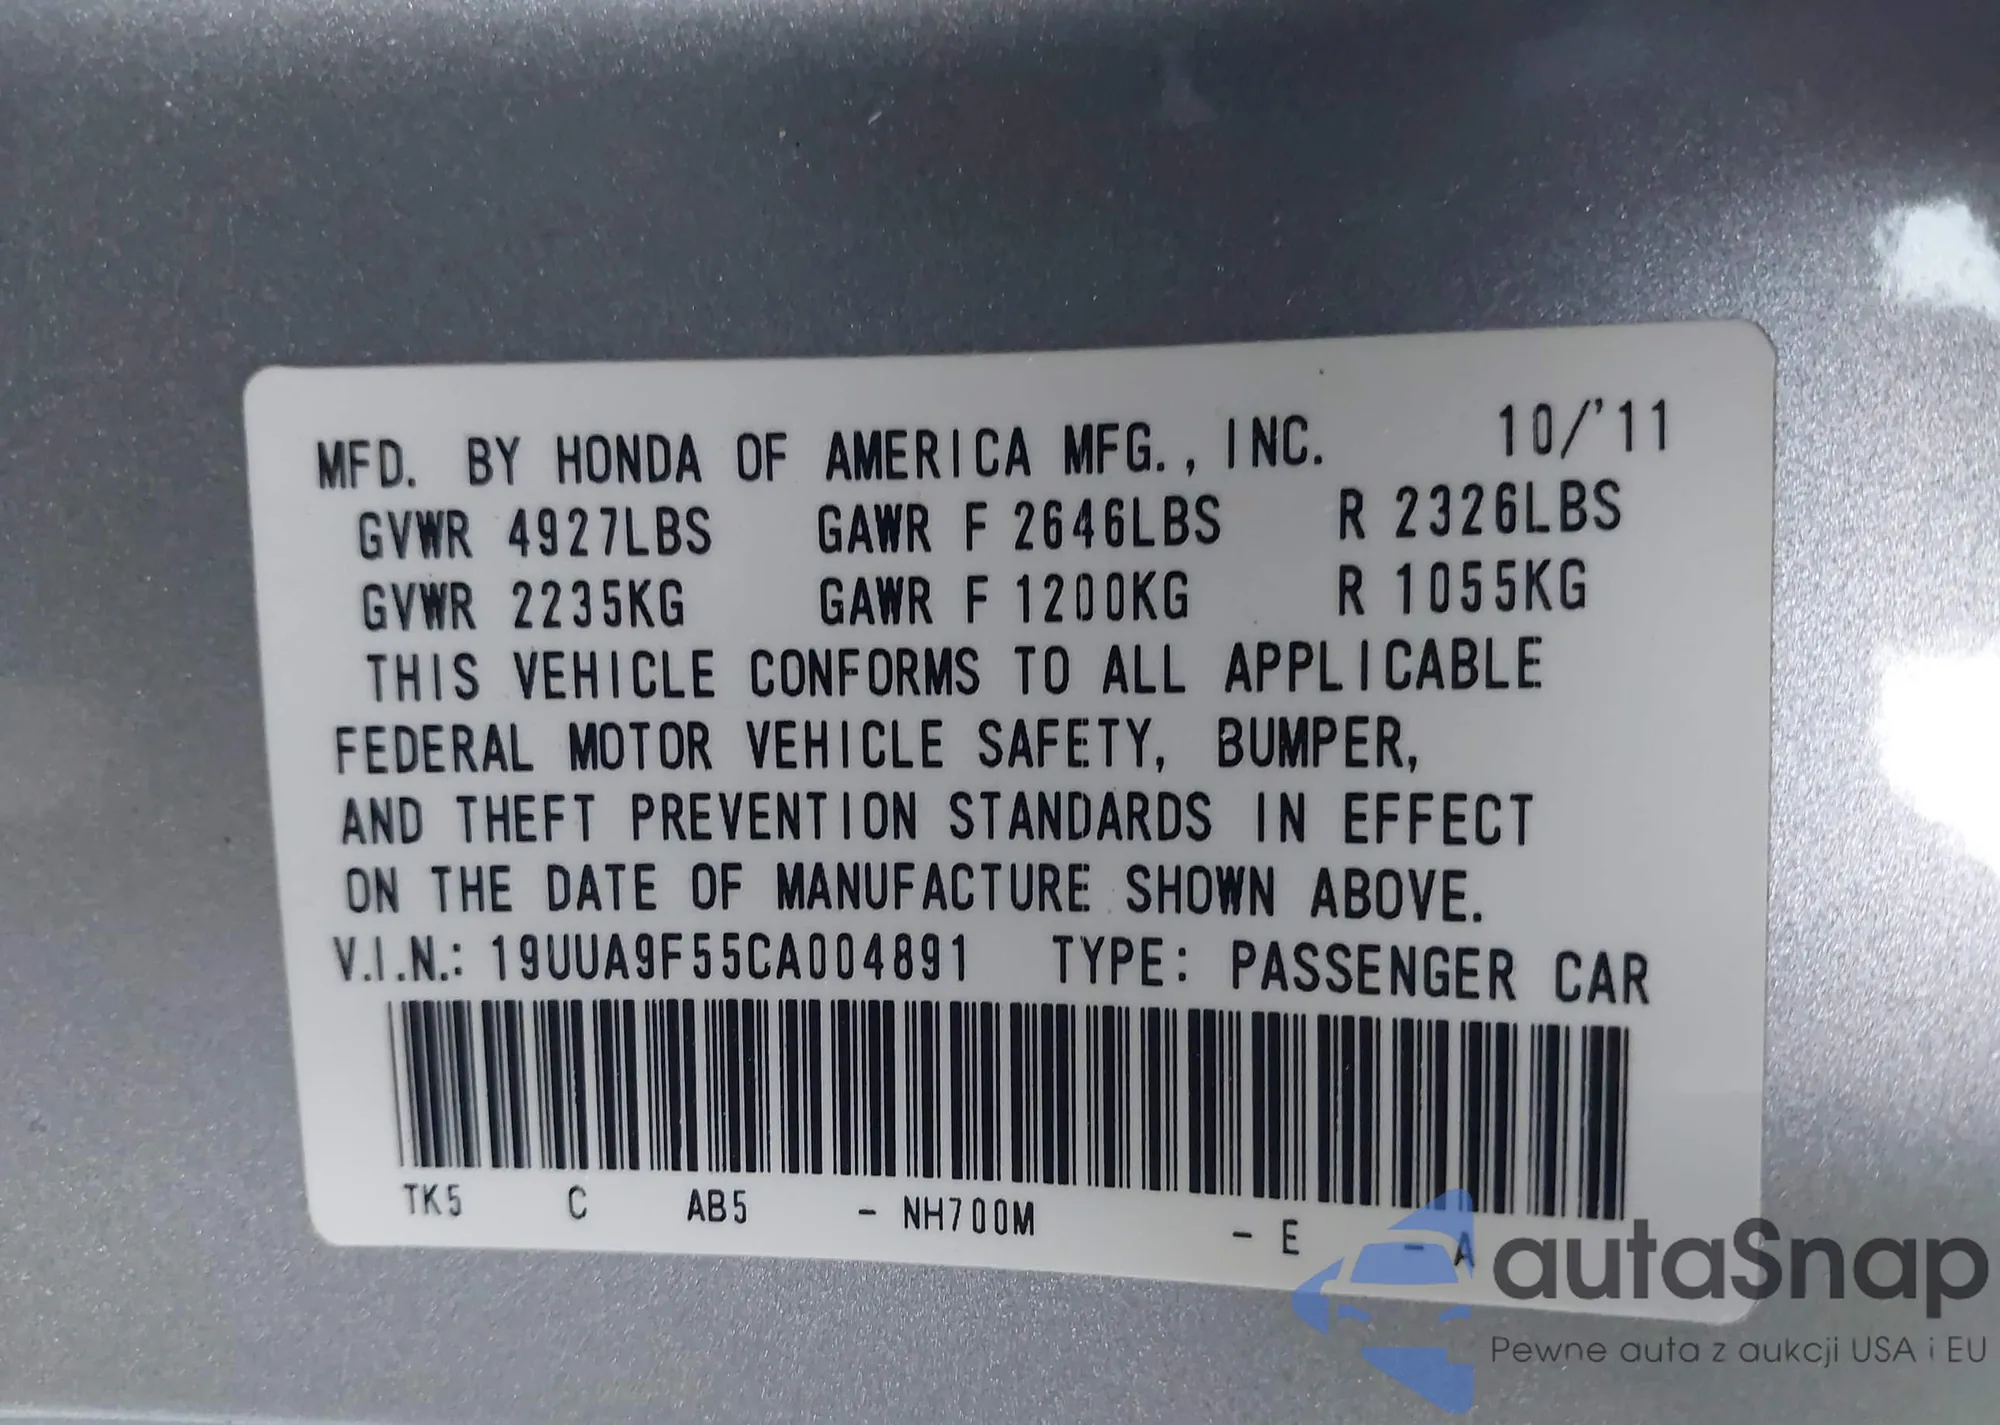 MFD. BY HONDA OF AMERICA MFG., INC. 10/'11
GVWR 4927LBS GAWR F 2646LBS R 2326LBS
GVWR 2235KG GAWR F 1200KG R 1055KG
THIS VEHICLE CONFORMS TO ALL APPLICABLE
FEDERAL MOTOR VEHICLE SAFETY, BUMPER,
AND THEFT PREVENTION STANDARDS IN EFFECT
ON THE DATE OF MANUFACTURE SHOWN ABOVE.
V.I.N.: 19UUA9F55CA004891 TYPE: PASSENGER CAR
TK5 C AB5 - NH700M - E - A
autaSnap
Pewne auta z aukcji USA i EU